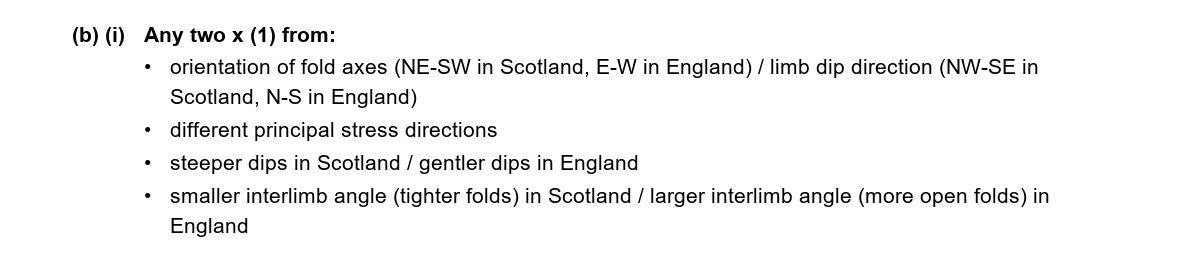 (b) (i) Any two x (1) from:
• orientation of fold axes (NE-SW in Scotland, E-W in England) / limb dip direction (NW-SE in
Scotland, N-S in England)
• different principal stress directions
• steeper dips in Scotland / gentler dips in England
• smaller interlimb angle (tighter folds) in Scotland / larger interlimb angle (more open folds) in
England